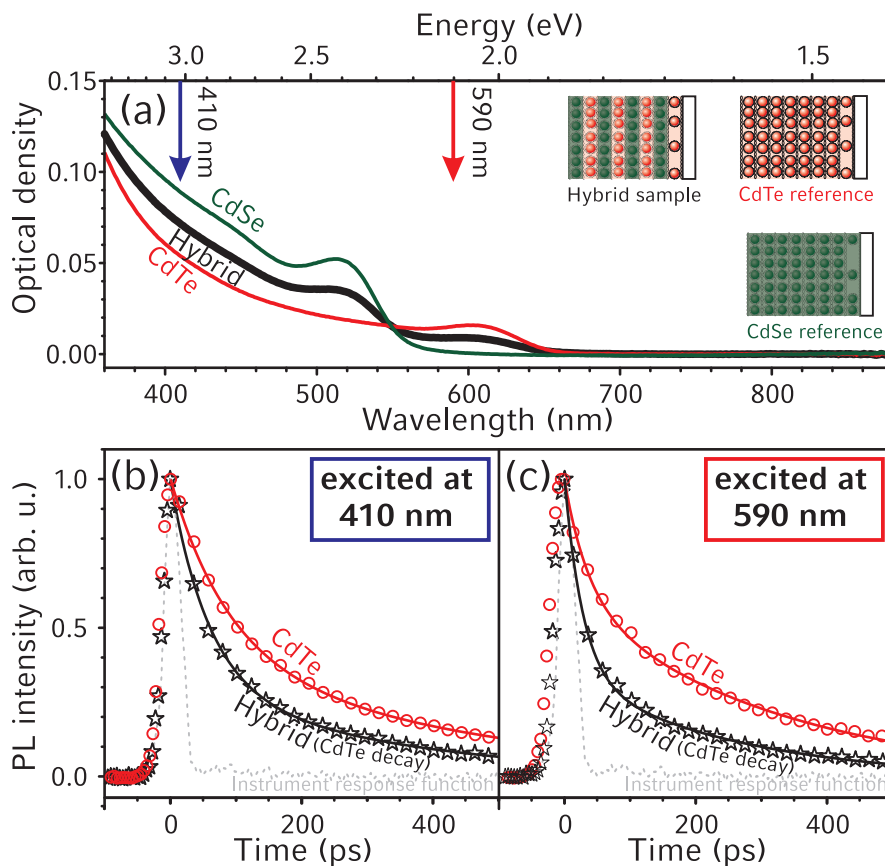 Energy (eV)
3.0 2.5 2.0 1.5
(a)
410 nm
590 nm
Hybrid sample
CdTe reference
CdSe reference
CdSe
Hybrid
CdTe
Optical density
0.15
0.10
0.05
0.00
400 500 600 700 800
Wavelength (nm)
(b)
excited at
410 nm
CdTe
Hybrid (CdTe decay)
Instrument response function
PL intensity (arb. u.)
1.0
0.5
0.0
0 200 400
Time (ps)
(c)
excited at
590 nm
CdTe
Hybrid (CdTe decay)
Instrument response function
0 200 400
Time (ps)